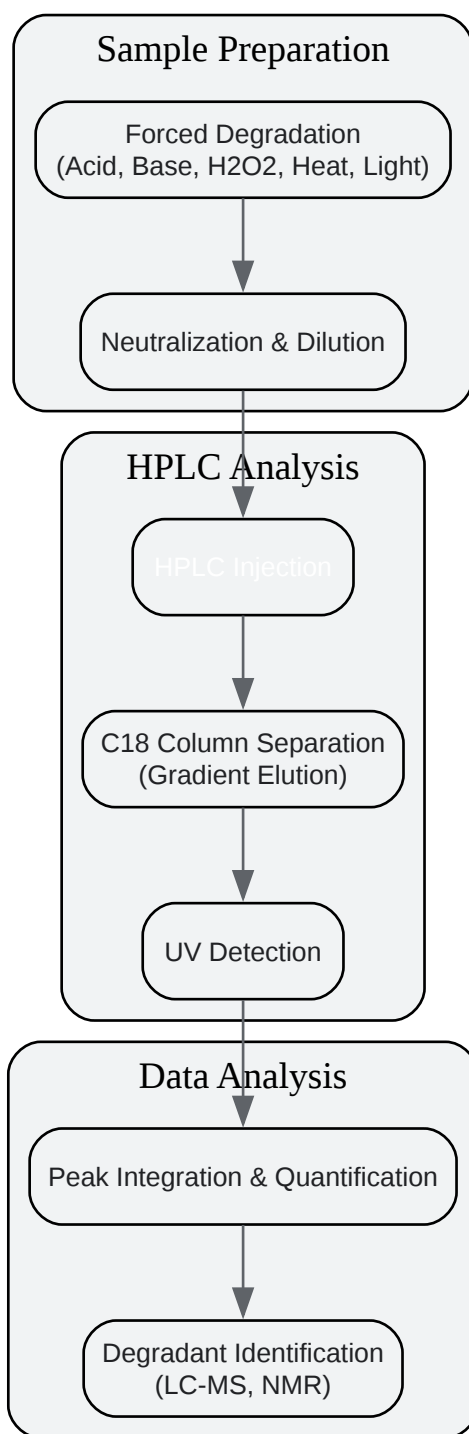 Sample Preparation
Forced Degradation
(Acid, Base, H2O2, Heat, Light)
Neutralization & Dilution
HPLC Analysis
HPLC Injection
C18 Column Separation
(Gradient Elution)
UV Detection
Data Analysis
Peak Integration & Quantification
Degradant Identification
(LC-MS, NMR)